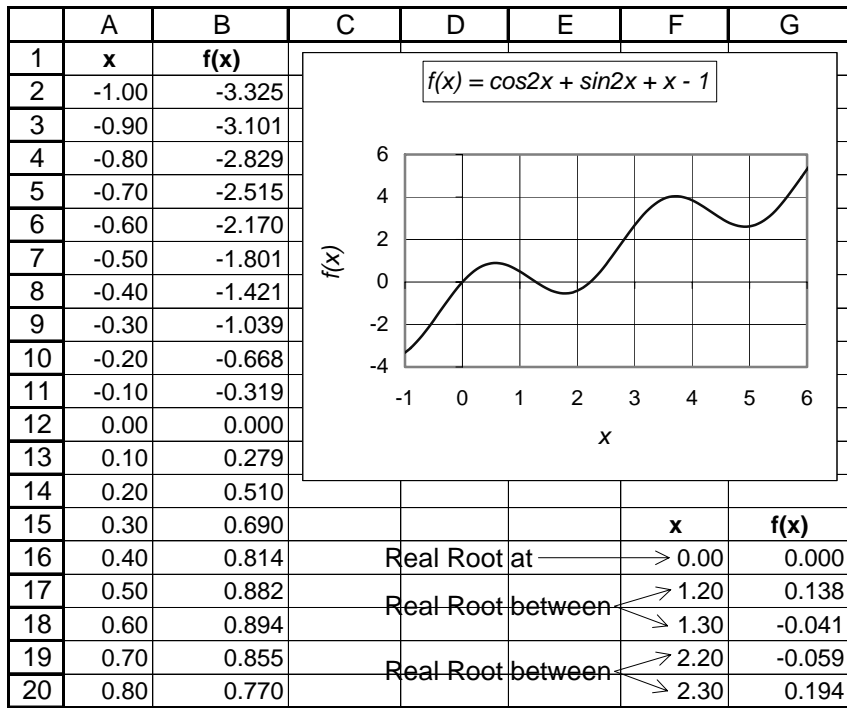 A B C D E F G
1 x f(x)
f(x) = cos2x + sin2x + x - 1
2 -1.00 -3.325
3 -0.90 -3.101
4 -0.80 -2.829
5 -0.70 -2.515
6 -0.60 -2.170
7 -0.50 -1.801
8 -0.40 -1.421
9 -0.30 -1.039
10 -0.20 -0.668
11 -0.10 -0.319
12 0.00 0.000
13 0.10 0.279
14 0.20 0.510
6
4
2
0
-2
-4
f(x)
-1 0 1 2 3 4 5 6
x
15 0.30 0.690 x f(x)
16 0.40 0.814 Real Root at 0.00 0.000
17 0.50 0.882 1.20 0.138
Real Root between
18 0.60 0.894 1.30 -0.041
19 0.70 0.855 2.20 -0.059
Real Root between
20 0.80 0.770 2.30 0.194